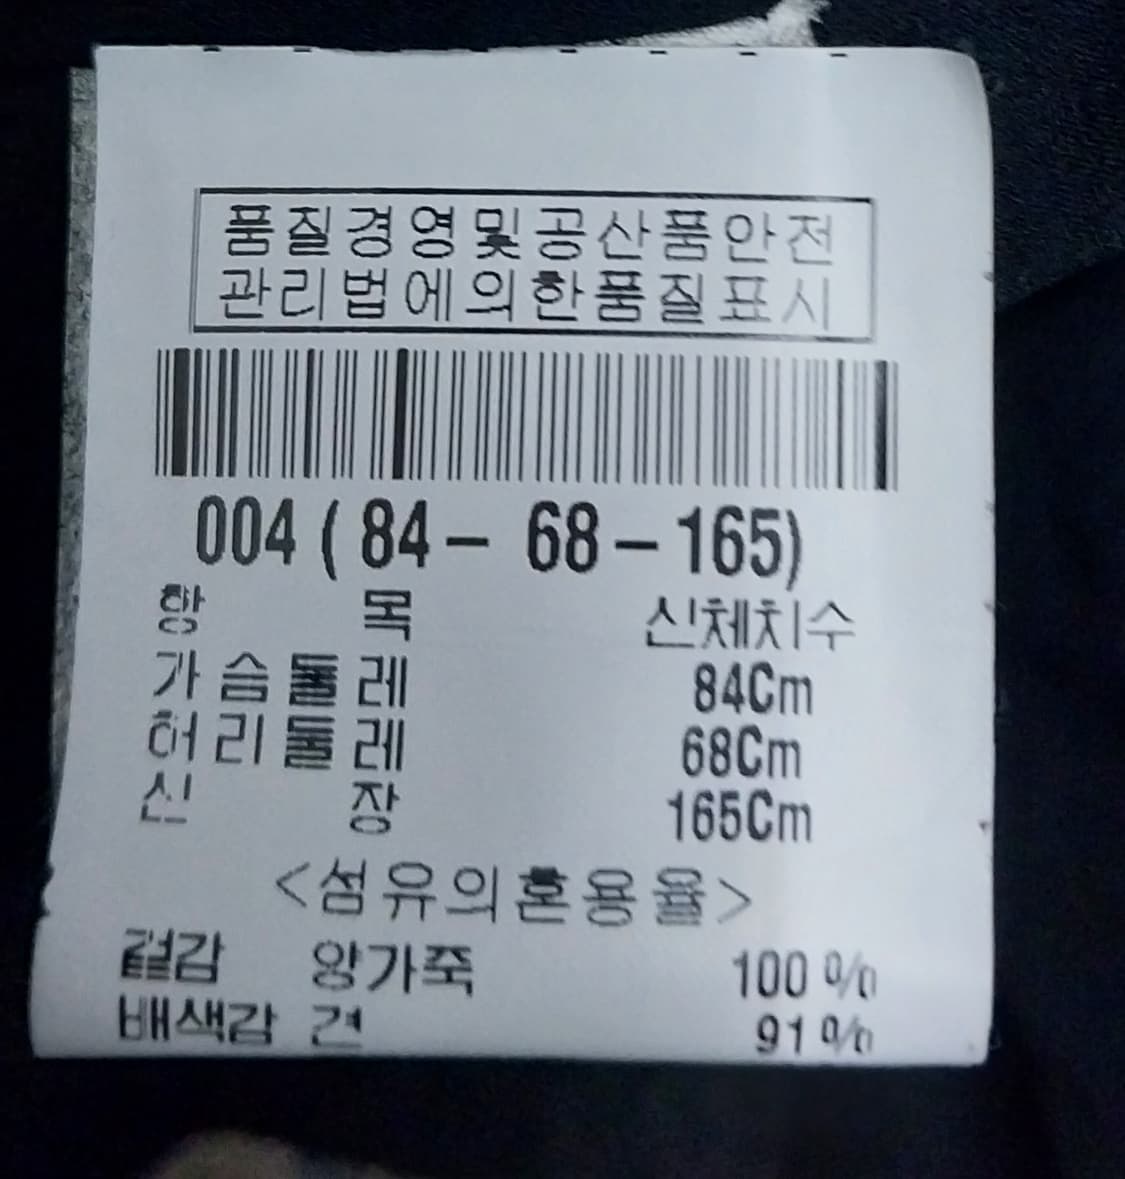 품질경영및공산품안전
관리법에의한품질표시
004 ( 84 - 68 - 165)
항 목 신체치수
가슴둘레 84Cm
허리둘레 68Cm
신 장 165Cm
<섬유의혼용율>
겉감 양가죽 100 %
배색감 견 91 %